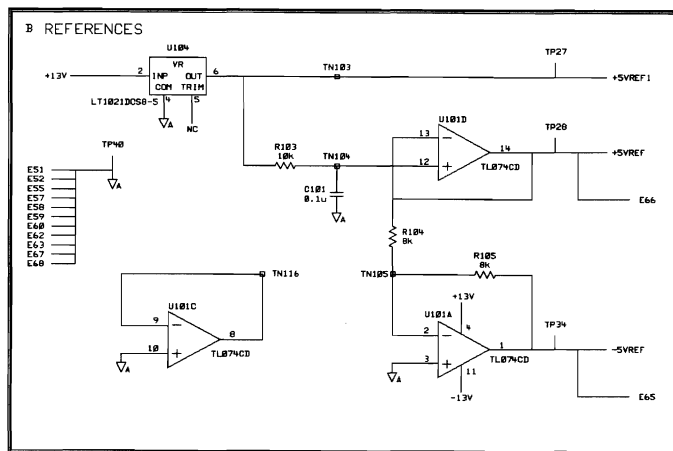 B REFERENCES
U104
VR
+13V
2
INP
OUT
6
COM
TRIM
4
5
LT1021DCS8-S
A
NC
TN103
TP27
+5VREF1
TP40
E51
E52
E55
E57
E58
E59
E60
E62
E63
E67
E68
A
R103
10k
TN104
C101
0.1u
A
U101D
13
12
14
TL074CD
TP28
+5VREF
E66
R104
8k
TN105
R105
8k
TN116
U101C
9
10
8
TL074CD
A
U101A
+13V
4
2
3
1
11
TL074CD
-13V
A
TP34
-5VREF
E65